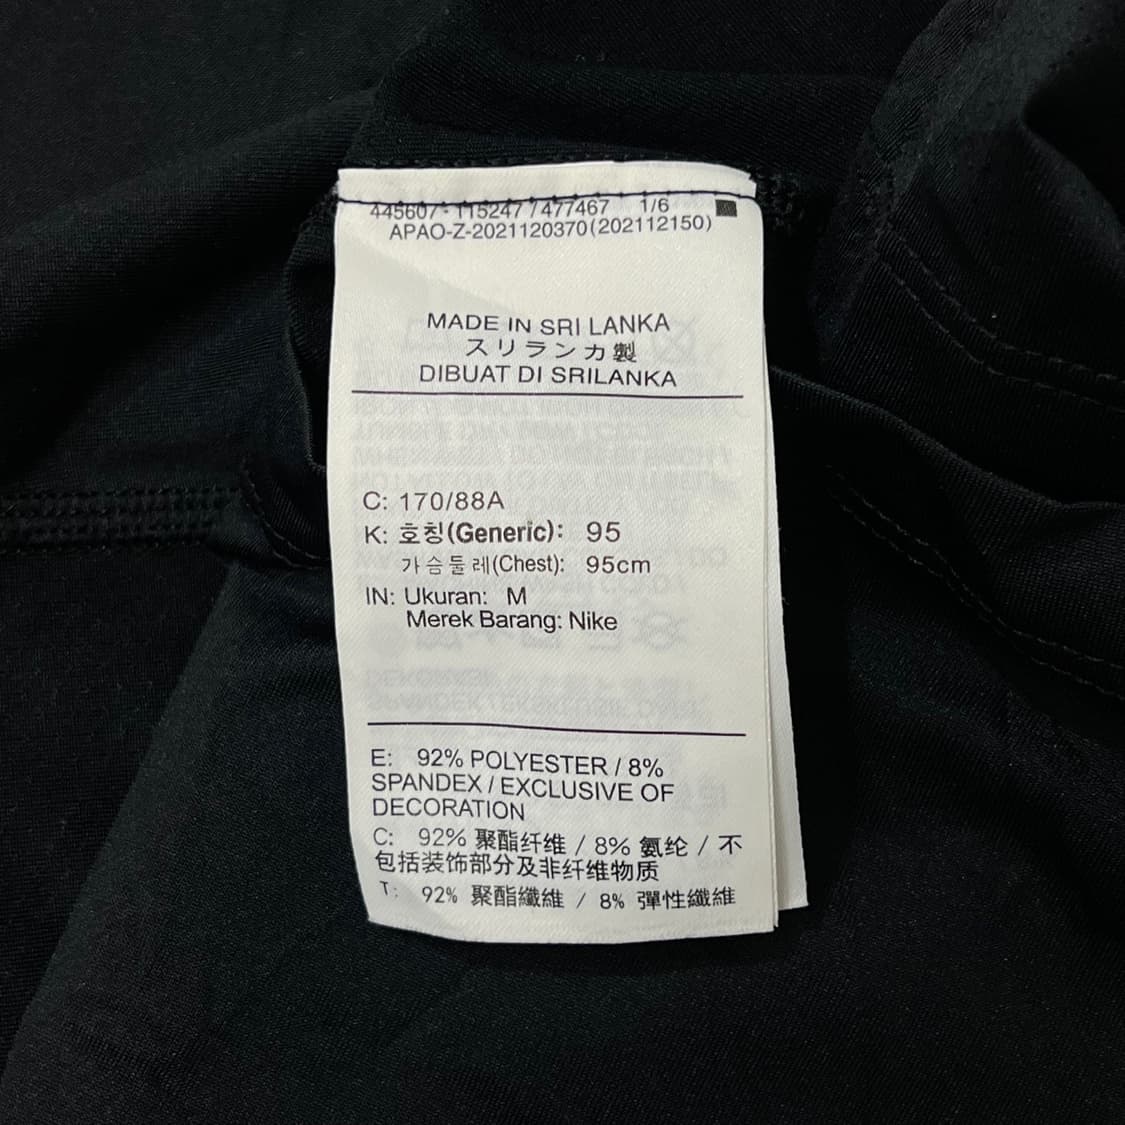 445607 - 115247 / 477467 1/6
APAO-Z-2021120370(202112150)
MADE IN SRI LANKA
スリランカ製
DIBUAT DI SRILANKA
C: 170/88A
K: 호칭(Generic): 95
가슴둘레(Chest): 95cm
IN: Ukuran: M
Merek Barang: Nike
E: 92% POLYESTER / 8%
SPANDEX / EXCLUSIVE OF
DECORATION
C: 92% 聚酯纤维 / 8% 氨纶 / 不
包括装饰部分及非纤维物质
T: 92% 聚酯纖維 / 8% 彈性纖維